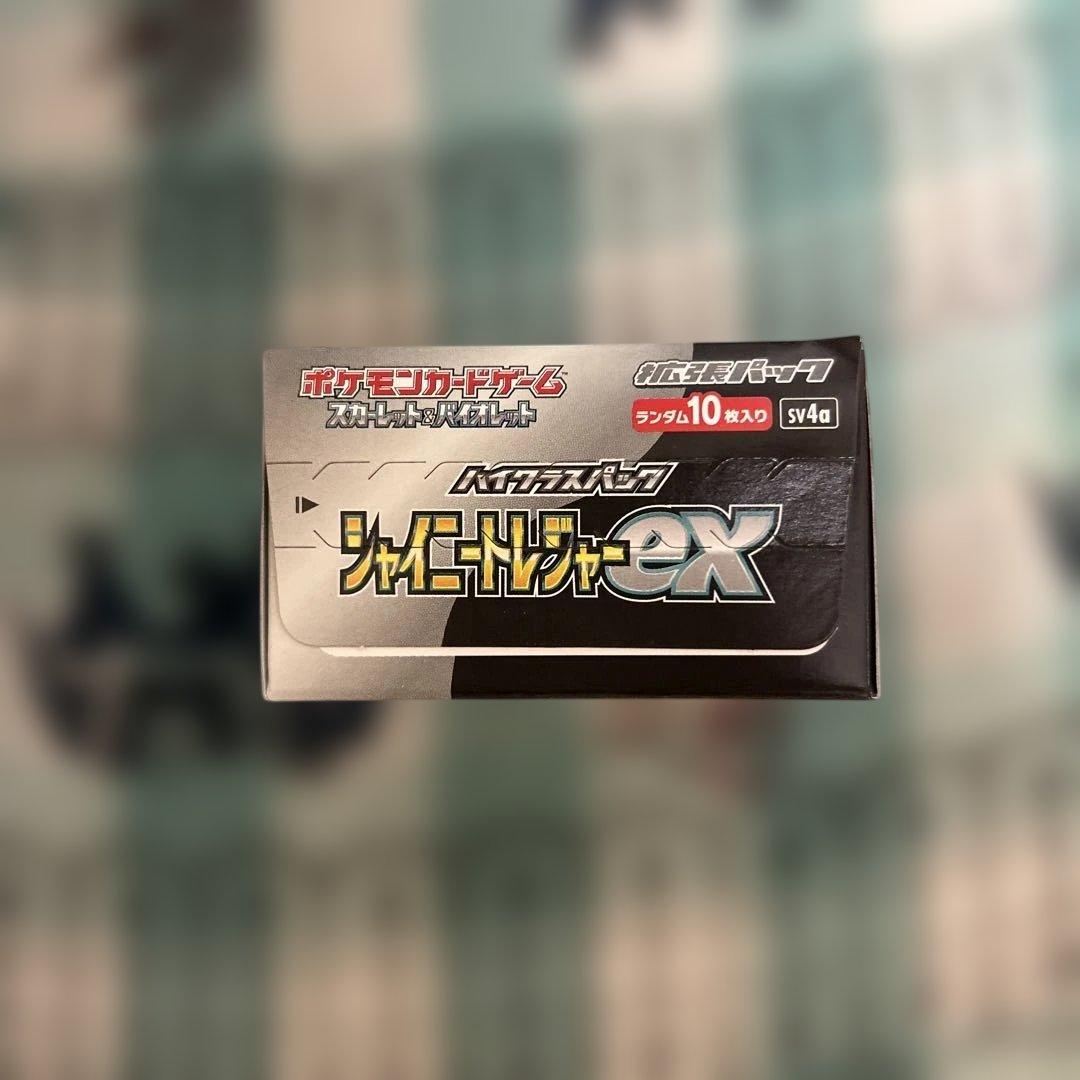 ポケモンカードゲーム™
スカーレット&バイオレット
拡張パック
ランダム10枚入り
sv4a
ハイクラスパック
シャイニートレジャーex